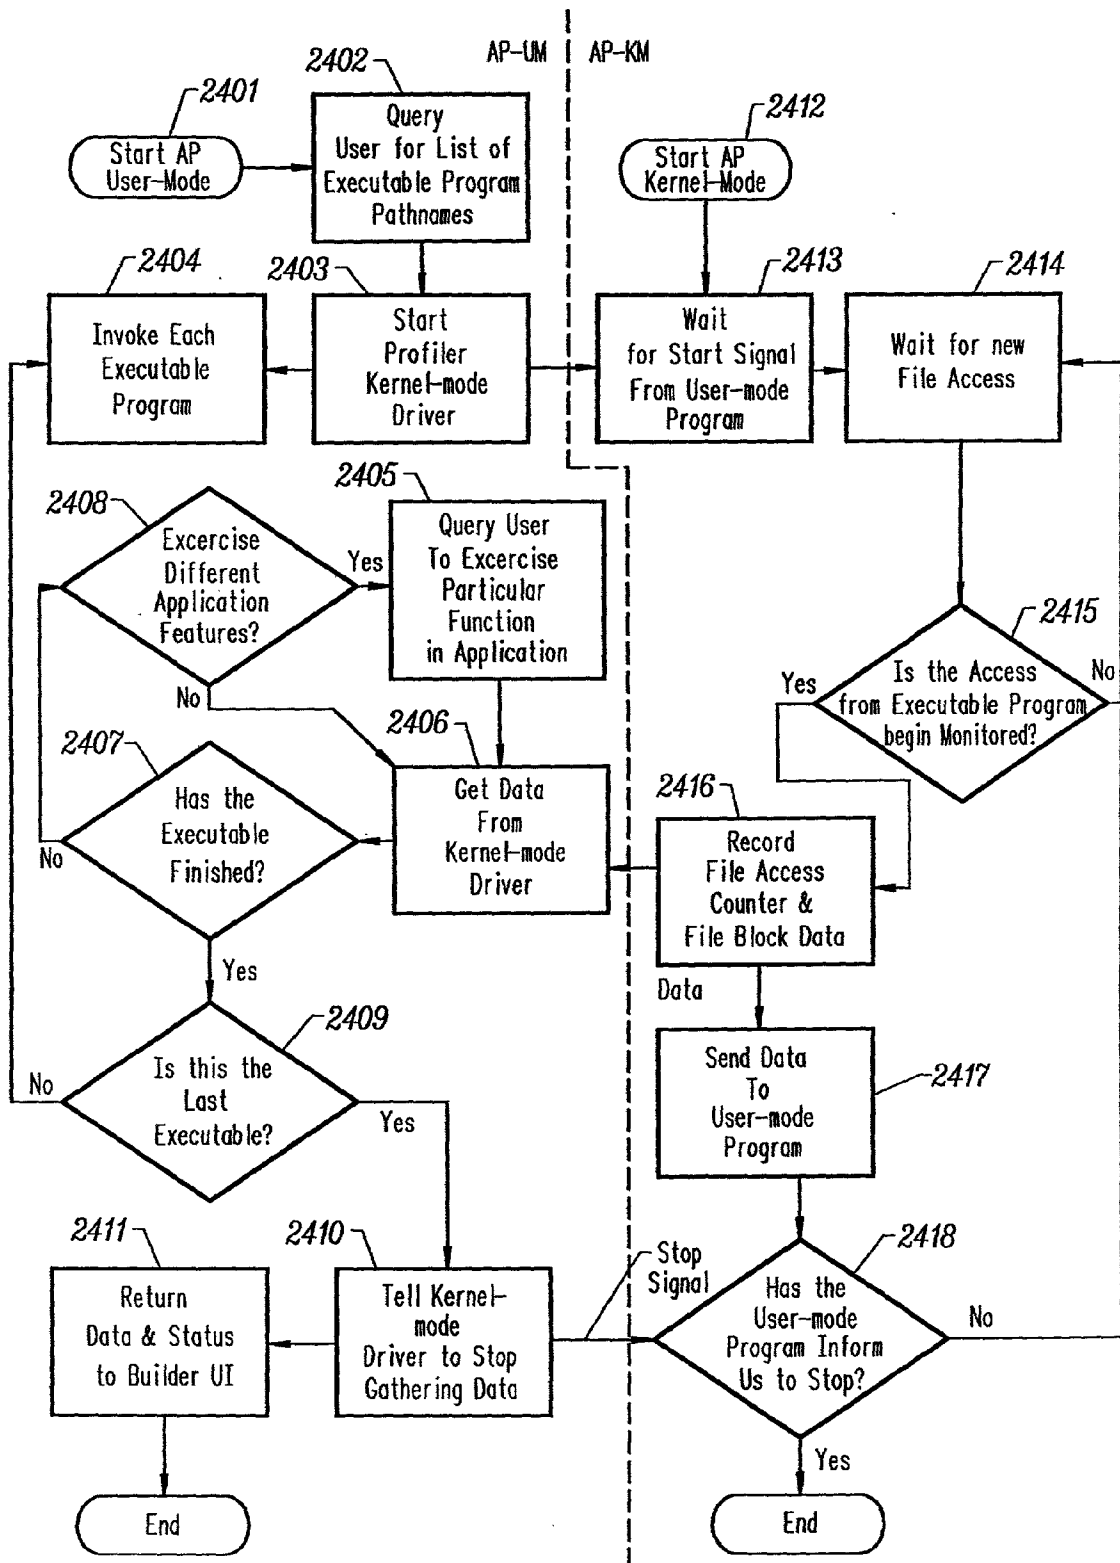 AP-UM
AP-KM
2401
Start AP
User-Mode
2402
Query
User for List of
Executable Program
Pathnames
2412
Start AP
Kernel-Mode
2404
Invoke Each
Executable
Program
2403
Start
Profiler
Kernel-mode
Driver
2413
Wait
for Start Signal
From User-mode
Program
2414
Wait for new
File Access
2408
Excercise
Different
Application
Features?
Yes
No
2405
Query User
To Excercise
Particular
Function
in Application
2415
Is the Access
from Executable Program
begin Monitored?
Yes
No
2407
Has the
Executable
Finished?
No
Yes
2406
Get Data
From
Kernel-mode
Driver
2416
Record
File Access
Counter &
File Block Data
Data
2409
Is this the
Last
Executable?
No
Yes
2417
Send Data
To
User-mode
Program
2411
Return
Data & Status
to Builder UI
2410
Tell Kernel-
mode
Driver to Stop
Gathering Data
Stop
Signal
2418
Has the
User-mode
Program Inform
Us to Stop?
No
Yes
End
End